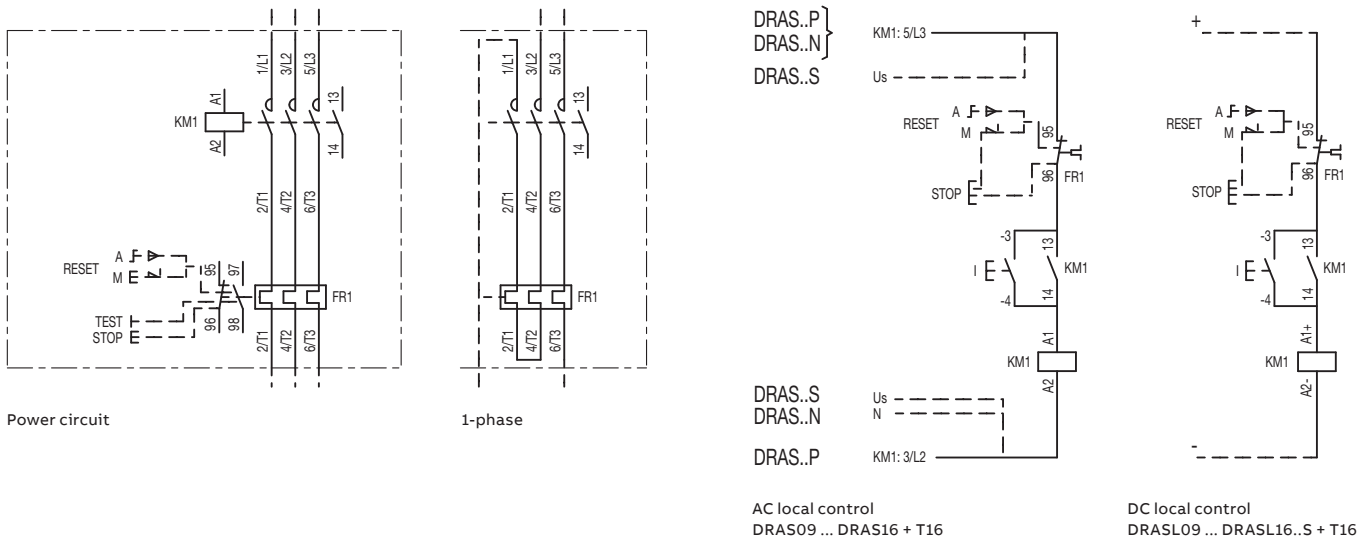 1/L1
3/L2
5/L3
A1
KM1
A2
13
14
2/T1
4/T2
6/T3
A
RESET
M
95
97
FR1
TEST
STOP
96
98
2/T1
4/T2
6/T3
Power circuit
1/L1
3/L2
5/L3
13
14
2/T1
4/T2
6/T3
FR1
2/T1
4/T2
6/T3
1-phase
DRAS..P
DRAS..N
KM1: 5/L3
DRAS..S
Us
A
RESET
M
95
STOP
96
FR1
-3
13
I
KM1
-4
14
A1
KM1
A2
DRAS..S
Us
DRAS..N
N
DRAS..P
KM1: 3/L2
AC local control
DRAS09 ... DRAS16 + T16
+
A
RESET
M
95
STOP
96
FR1
-3
13
I
KM1
-4
14
A1+
KM1
A2-
-
DC local control
DRASL09 ... DRASL16..S + T16